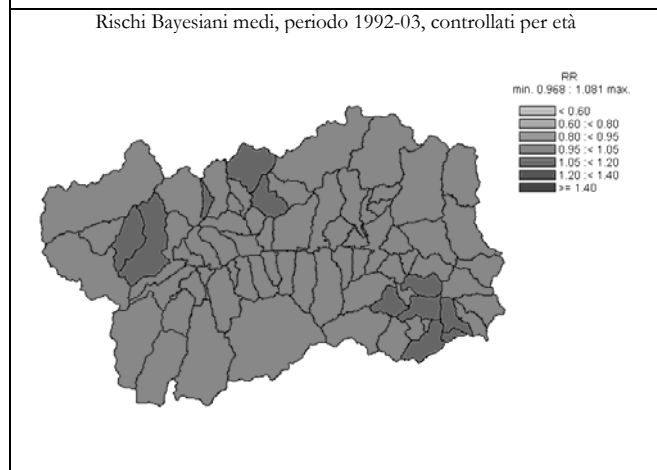 Rischi Bayesiani medi, periodo 1992-03, controllati per età
RR
min. 0.968 : 1.081 max.
< 0.60
0.60 :< 0.80
0.80 :< 0.95
0.95 :< 1.05
1.05 :< 1.20
1.20 :< 1.40
>= 1.40